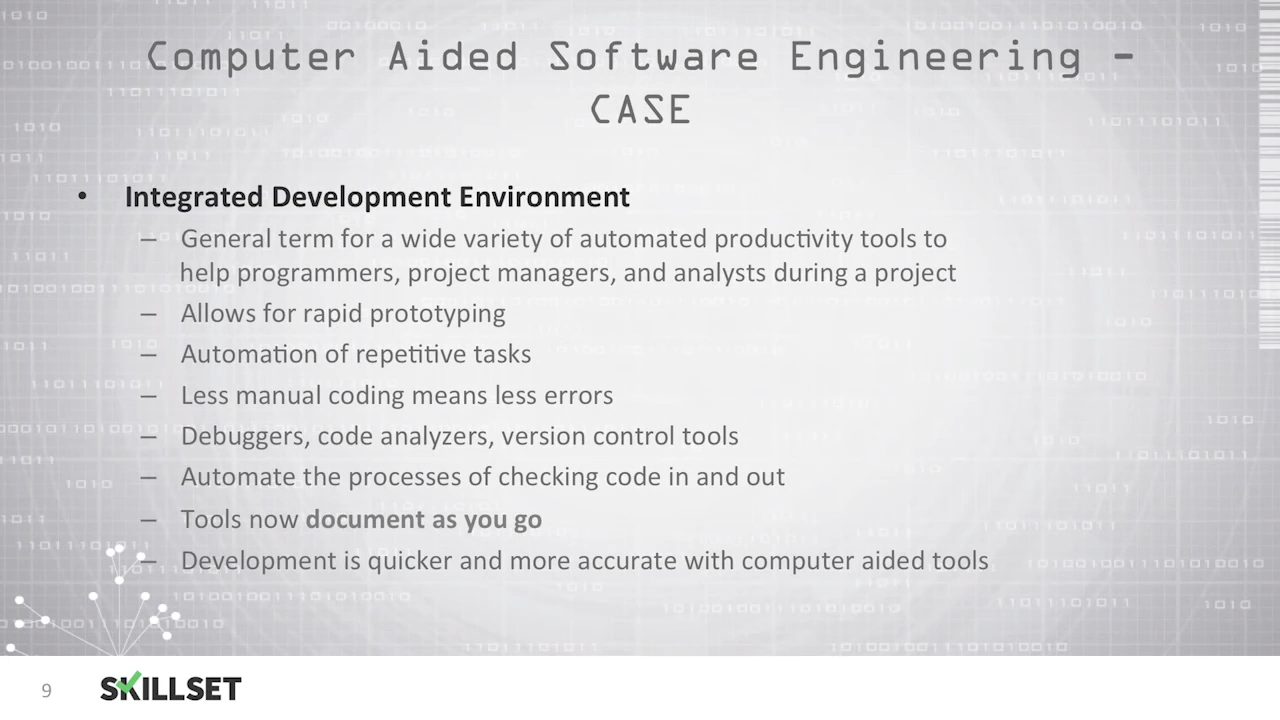 Computer Aided Software Engineering –
CASE
• Integrated Development Environment
– General term for a wide variety of automated productivity tools to
help programmers, project managers, and analysts during a project
– Allows for rapid prototyping
– Automation of repetitive tasks
– Less manual coding means less errors
– Debuggers, code analyzers, version control tools
– Automate the processes of checking code in and out
– Tools now document as you go
– Development is quicker and more accurate with computer aided tools
9
SKILLSET